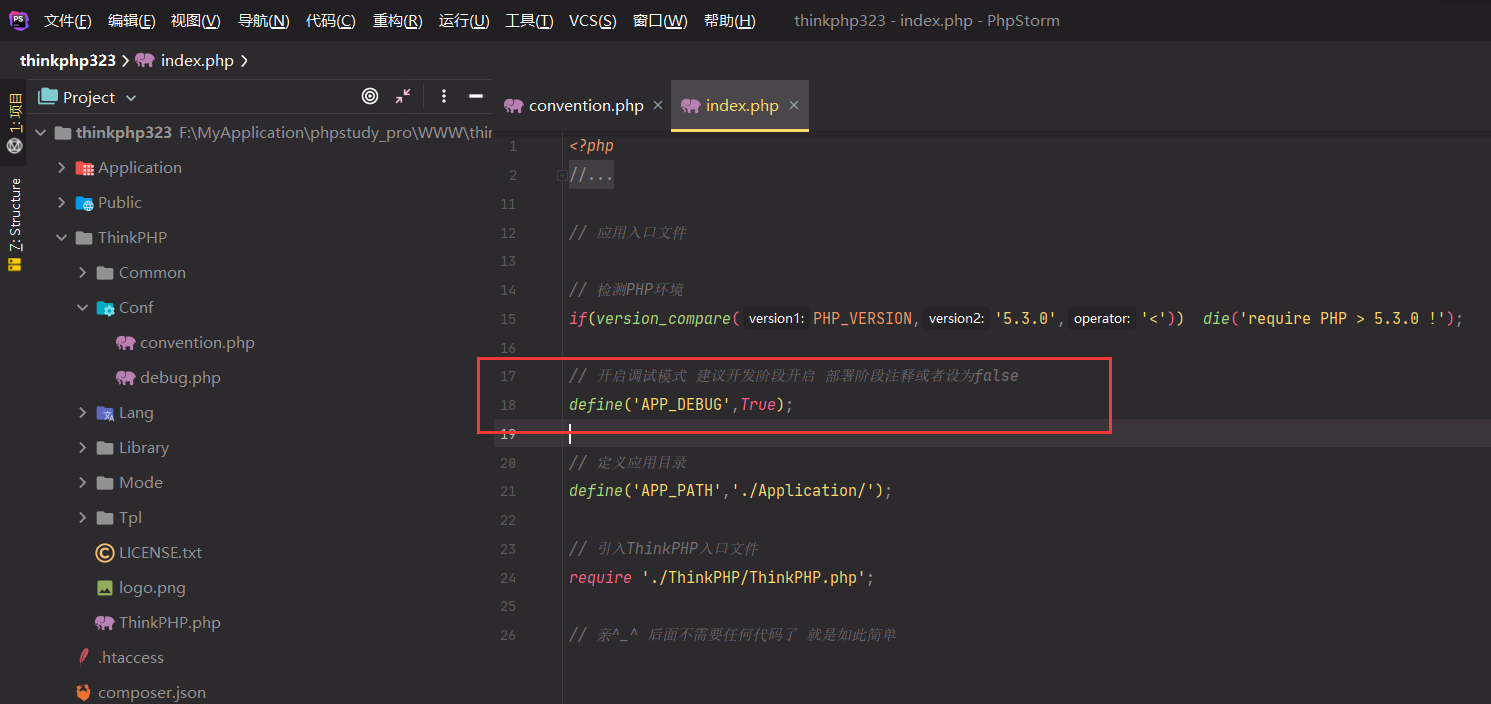 文件(F) 编辑(E) 视图(V) 导航(N) 代码(C) 重构(R) 运行(U) 工具(T) VCS(S) 窗口(W) 帮助(H) thinkphp323 - index.php - PhpStorm
thinkphp323 index.php
1: 项目
Z: Structure
Project
thinkphp323 F:\MyApplication\phpstudy_pro\WWW\thin
Application
Public
ThinkPHP
Common
Conf
convention.php
debug.php
Lang
Library
Mode
Tpl
LICENSE.txt
logo.png
ThinkPHP.php
.htaccess
composer.json
convention.php × index.php ×
1 <?php
2 //...
11
12 // 应用入口文件
13
14 // 检测PHP环境
15 if(version_compare( version1: PHP_VERSION, version2: '5.3.0', operator: '<')) die('require PHP > 5.3.0 !');
16
17 // 开启调试模式 建议开发阶段开启 部署阶段注释或者设为false
18 define('APP_DEBUG',True);
19
20 // 定义应用目录
21 define('APP_PATH','./Application/');
22
23 // 引入ThinkPHP入口文件
24 require './ThinkPHP/ThinkPHP.php';
25
26 // 亲^_^ 后面不需要任何代码了 就是如此简单